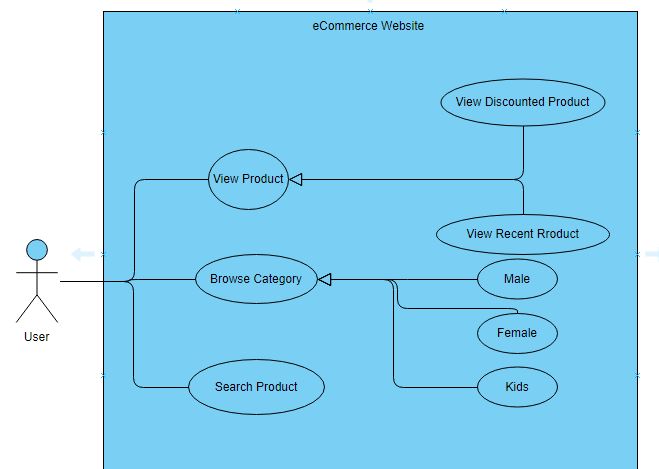 eCommerce Website
View Discounted Product
View Product
View Recent Rroduct
Browse Category
Male
Female
User
Search Product
Kids